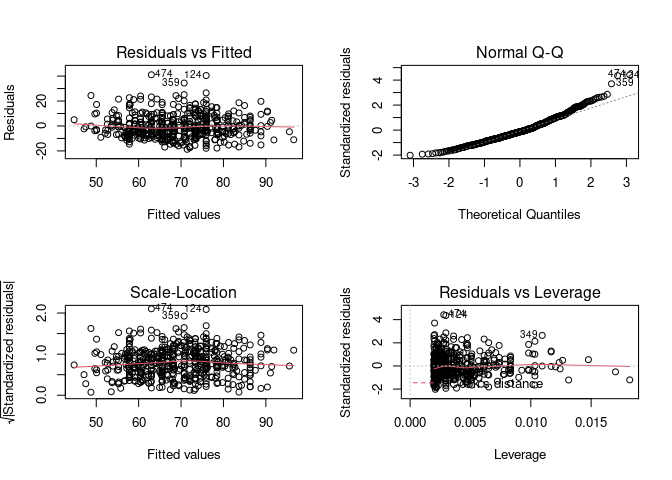 Residuals vs Fitted
Residuals
-20 0 20
474
124
359
50 60 70 80 90
Fitted values
Normal Q-Q
Standardized residuals
-2 0 2 4
359
-3 -2 -1 0 1 2 3
Theoretical Quantiles
Scale-Location
√|Standardized residuals|
0.0 1.0 2.0
474
359
124
50 60 70 80 90
Fitted values
Residuals vs Leverage
Standardized residuals
-2 0 2 4
349
distance
0.000 0.005 0.010 0.015
Leverage